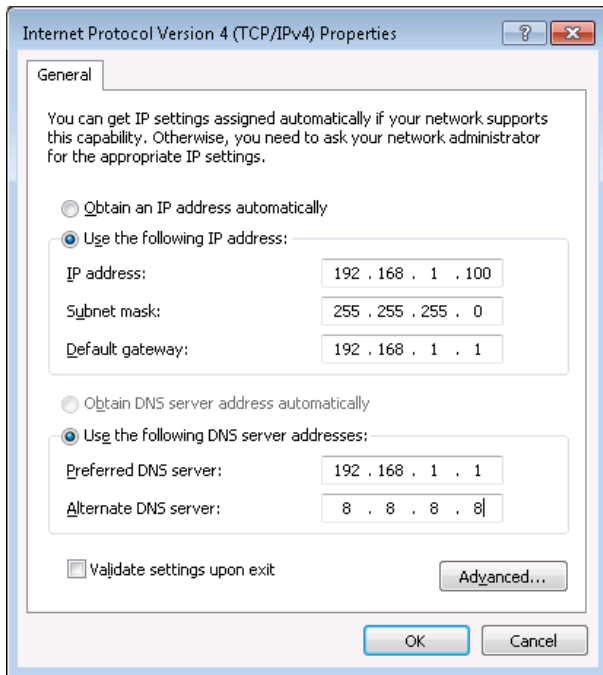 Internet Protocol Version 4 (TCP/IPv4) Properties
?
General
You can get IP settings assigned automatically if your network supports
this capability. Otherwise, you need to ask your network administrator
for the appropriate IP settings.
Obtain an IP address automatically
Use the following IP address:
IP address: 192 . 168 . 1 . 100
Subnet mask: 255 . 255 . 255 . 0
Default gateway: 192 . 168 . 1 . 1
Obtain DNS server address automatically
Use the following DNS server addresses:
Preferred DNS server: 192 . 168 . 1 . 1
Alternate DNS server: 8 . 8 . 8 . 8
Validate settings upon exit
Advanced...
OK Cancel